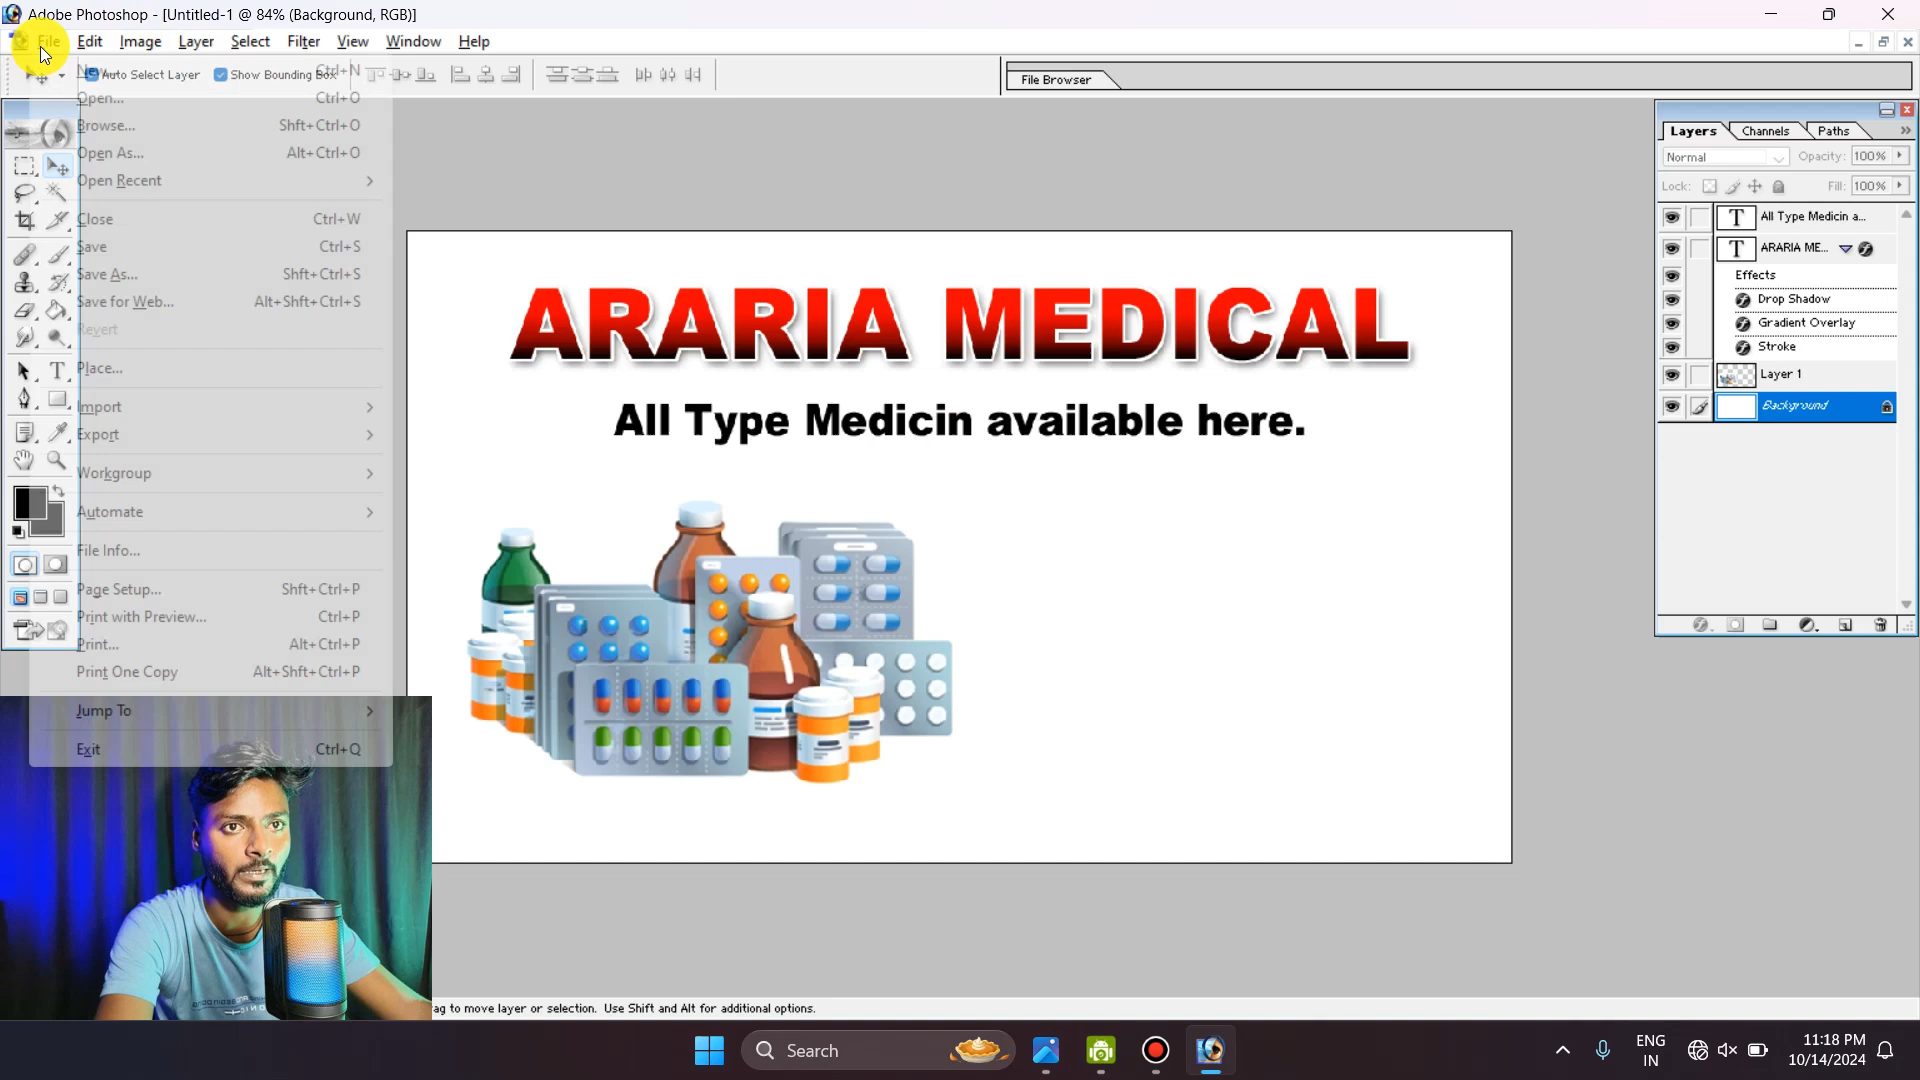 Adobe Photoshop - [Untitled-1 @ 84% (Background, RGB)]
File Edit Image Layer Select Filter View Window Help
Auto Select Layer Show Bounding Box
File Browser
New... Ctrl+N
Open... Ctrl+O
Browse... Shft+Ctrl+O
Open As... Alt+Ctrl+O
Open Recent
Close Ctrl+W
Save Ctrl+S
Save As... Shft+Ctrl+S
Save for Web... Alt+Shft+Ctrl+S
Revert
Place...
Import
Export
Workgroup
Automate
File Info...
Page Setup... Shft+Ctrl+P
Print with Preview... Ctrl+P
Print... Alt+Ctrl+P
Print One Copy Alt+Shft+Ctrl+P
Jump To
Exit Ctrl+Q
ARARIA MEDICAL
All Type Medicin available here.
Layers Channels Paths
Normal Opacity: 100%
Lock: Fill: 100%
T All Type Medicin a...
T ARARIA ME...
Effects
Drop Shadow
Gradient Overlay
Stroke
Layer 1
Background
ag to move layer or selection. Use Shift and Alt for additional options.
Search
ENG
IN
11:18 PM
10/14/2024